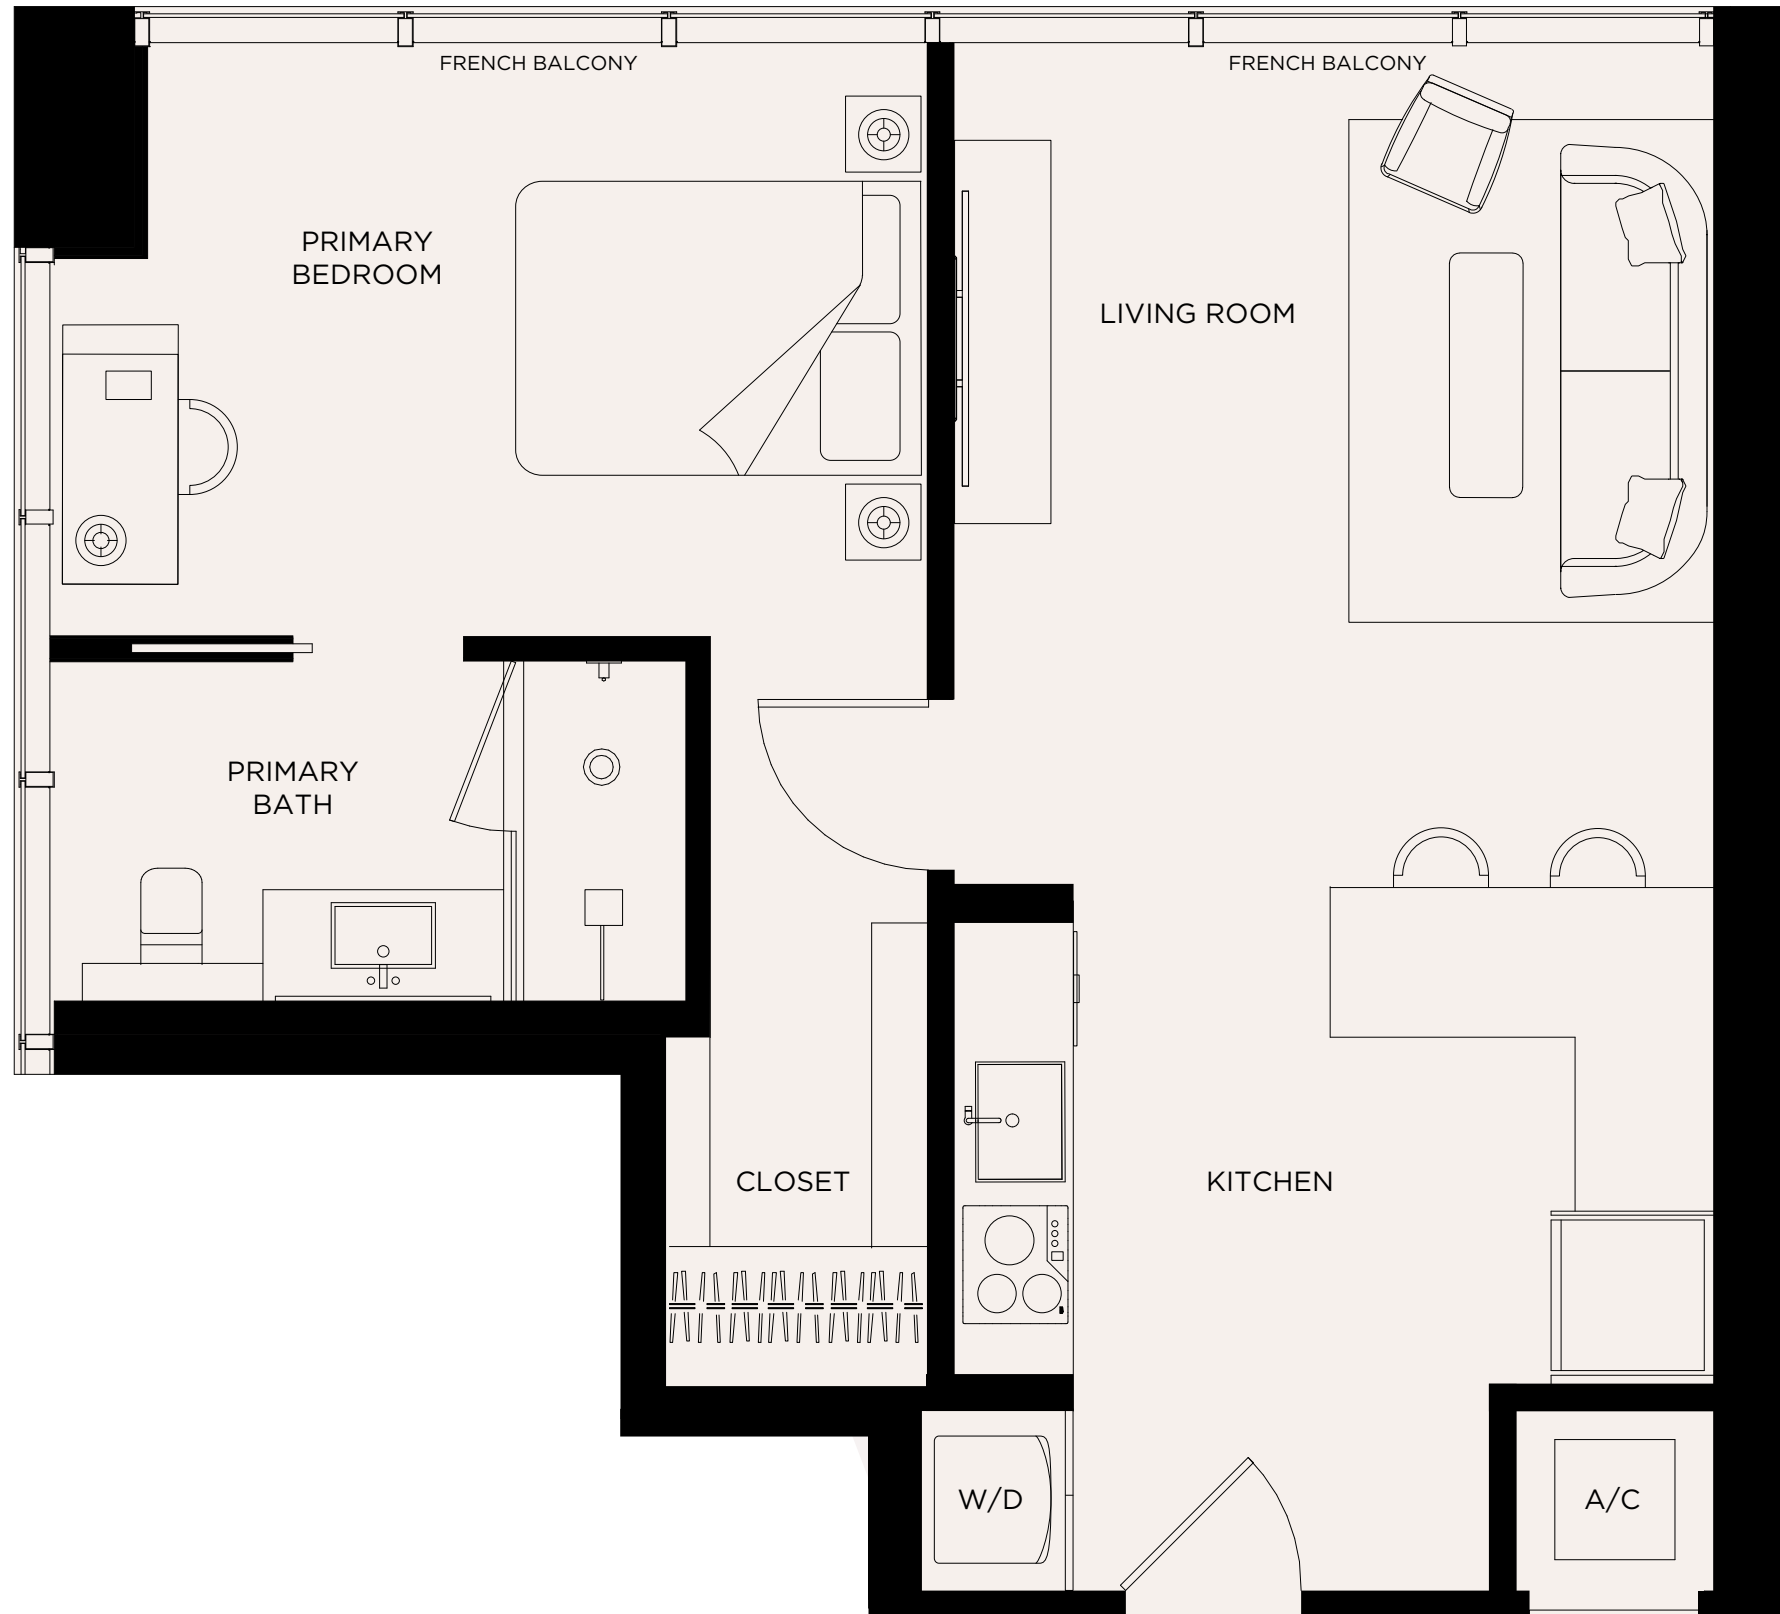 FRENCH BALCONY
FRENCH BALCONY
PRIMARY
BEDROOM
LIVING ROOM
PRIMARY
BATH
CLOSET
KITCHEN
W/D
A/C